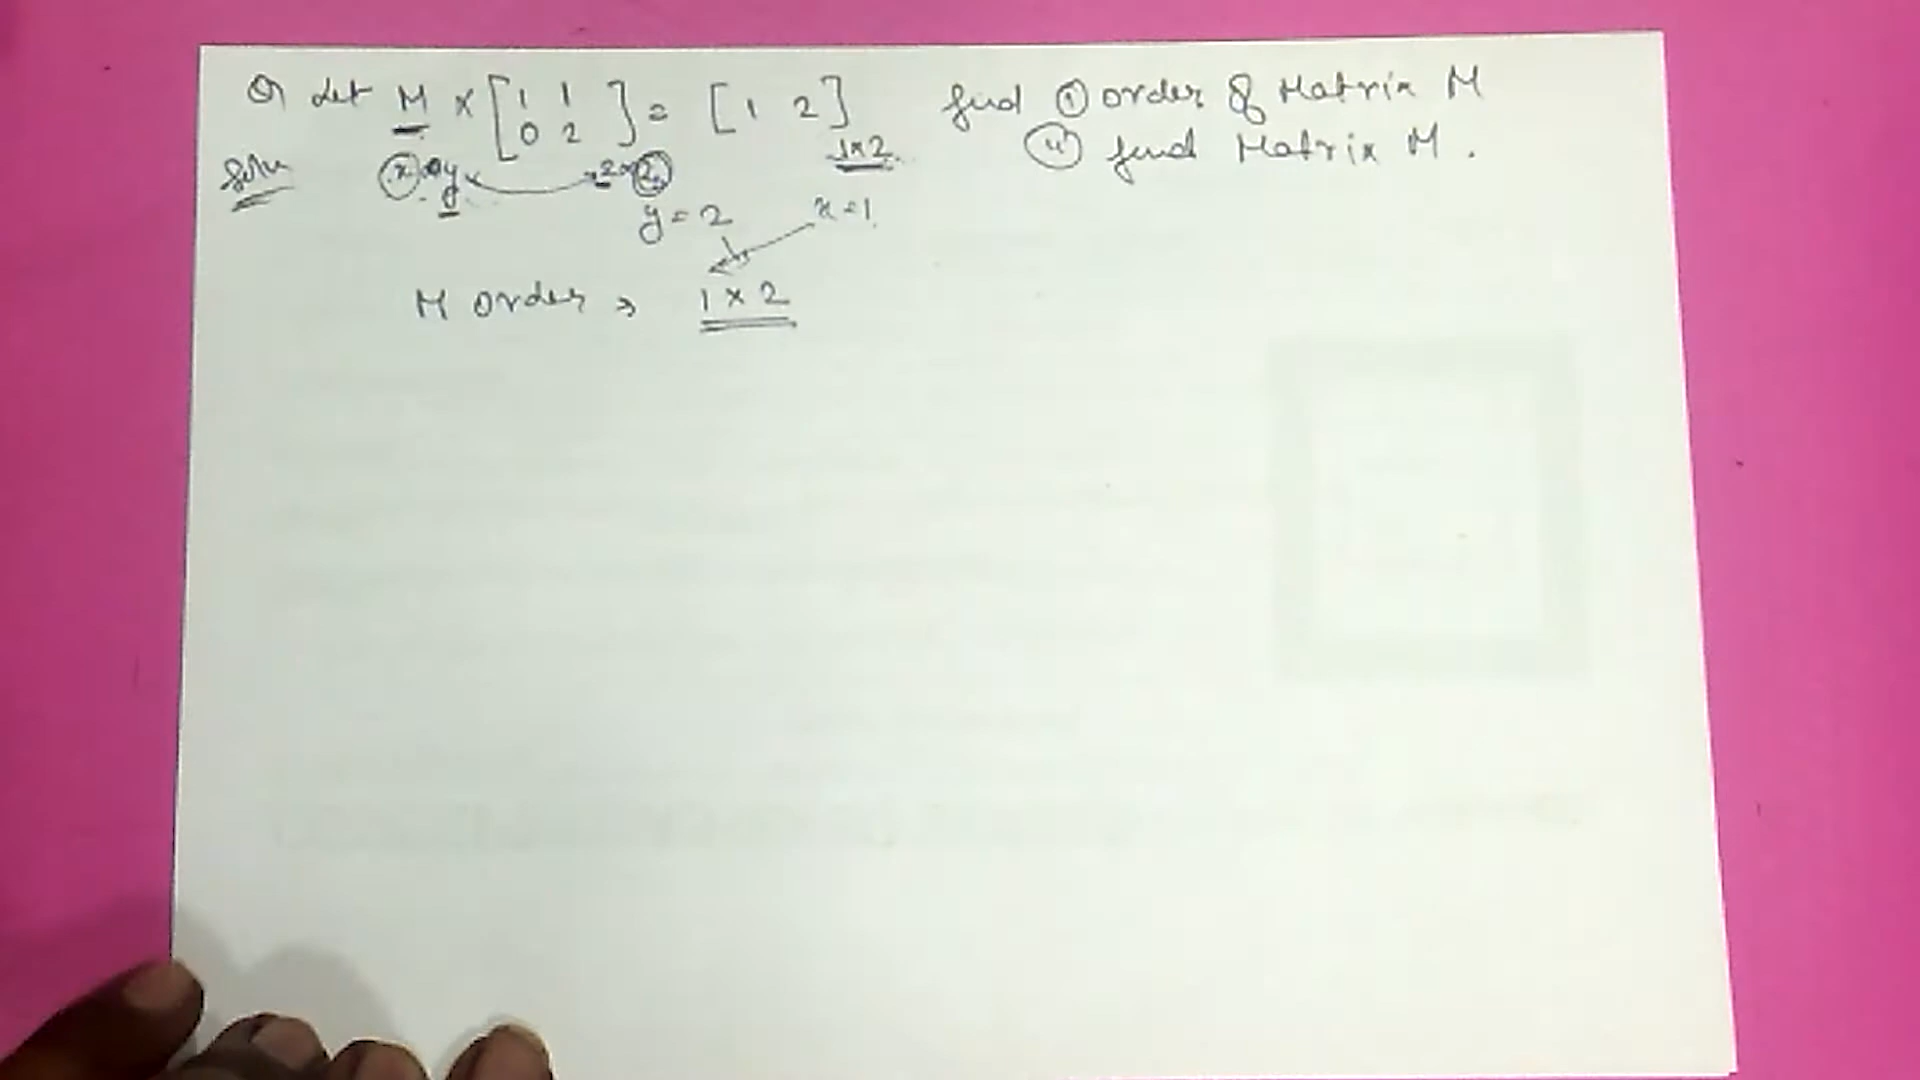 Q Let M × [ 1 1 ] = [ 1 2 ] find (i) order of Matrix M
0 2
1×2 (ii) find Matrix M.
Soln x × y 2×2
y = 2 x = 1
M order → 1 × 2